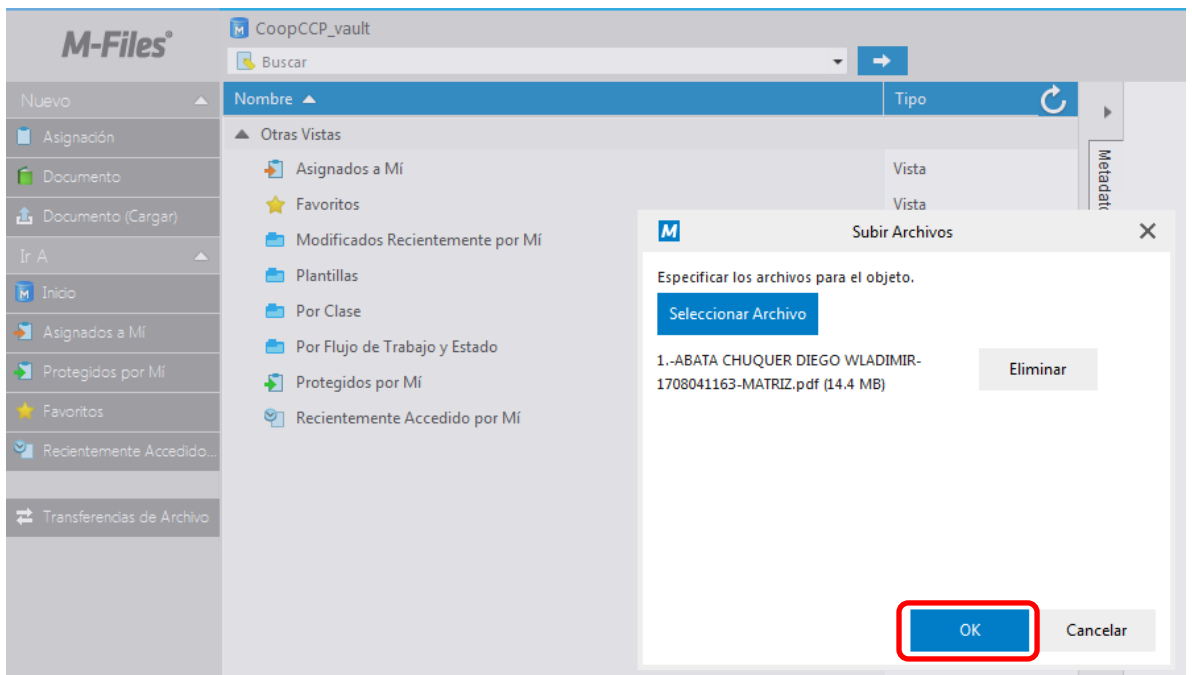 M-Files®
CoopCCP_vault
Buscar
Nuevo
Asignación
Documento
Documento (Cargar)
Ir A
Inicio
Asignados a Mí
Protegidos por Mí
Favoritos
Recientemente Accedido...
Transferencias de Archivo
Nombre
Tipo
Otras Vistas
Asignados a Mí
Vista
Favoritos
Vista
Modificados Recientemente por Mí
Plantillas
Por Clase
Por Flujo de Trabajo y Estado
Protegidos por Mí
Recientemente Accedido por Mí
Subir Archivos
Especificar los archivos para el objeto.
Seleccionar Archivo
1.-ABATA CHUQUER DIEGO WLADIMIR-
1708041163-MATRIZ.pdf (14.4 MB)
Eliminar
OK
Cancelar